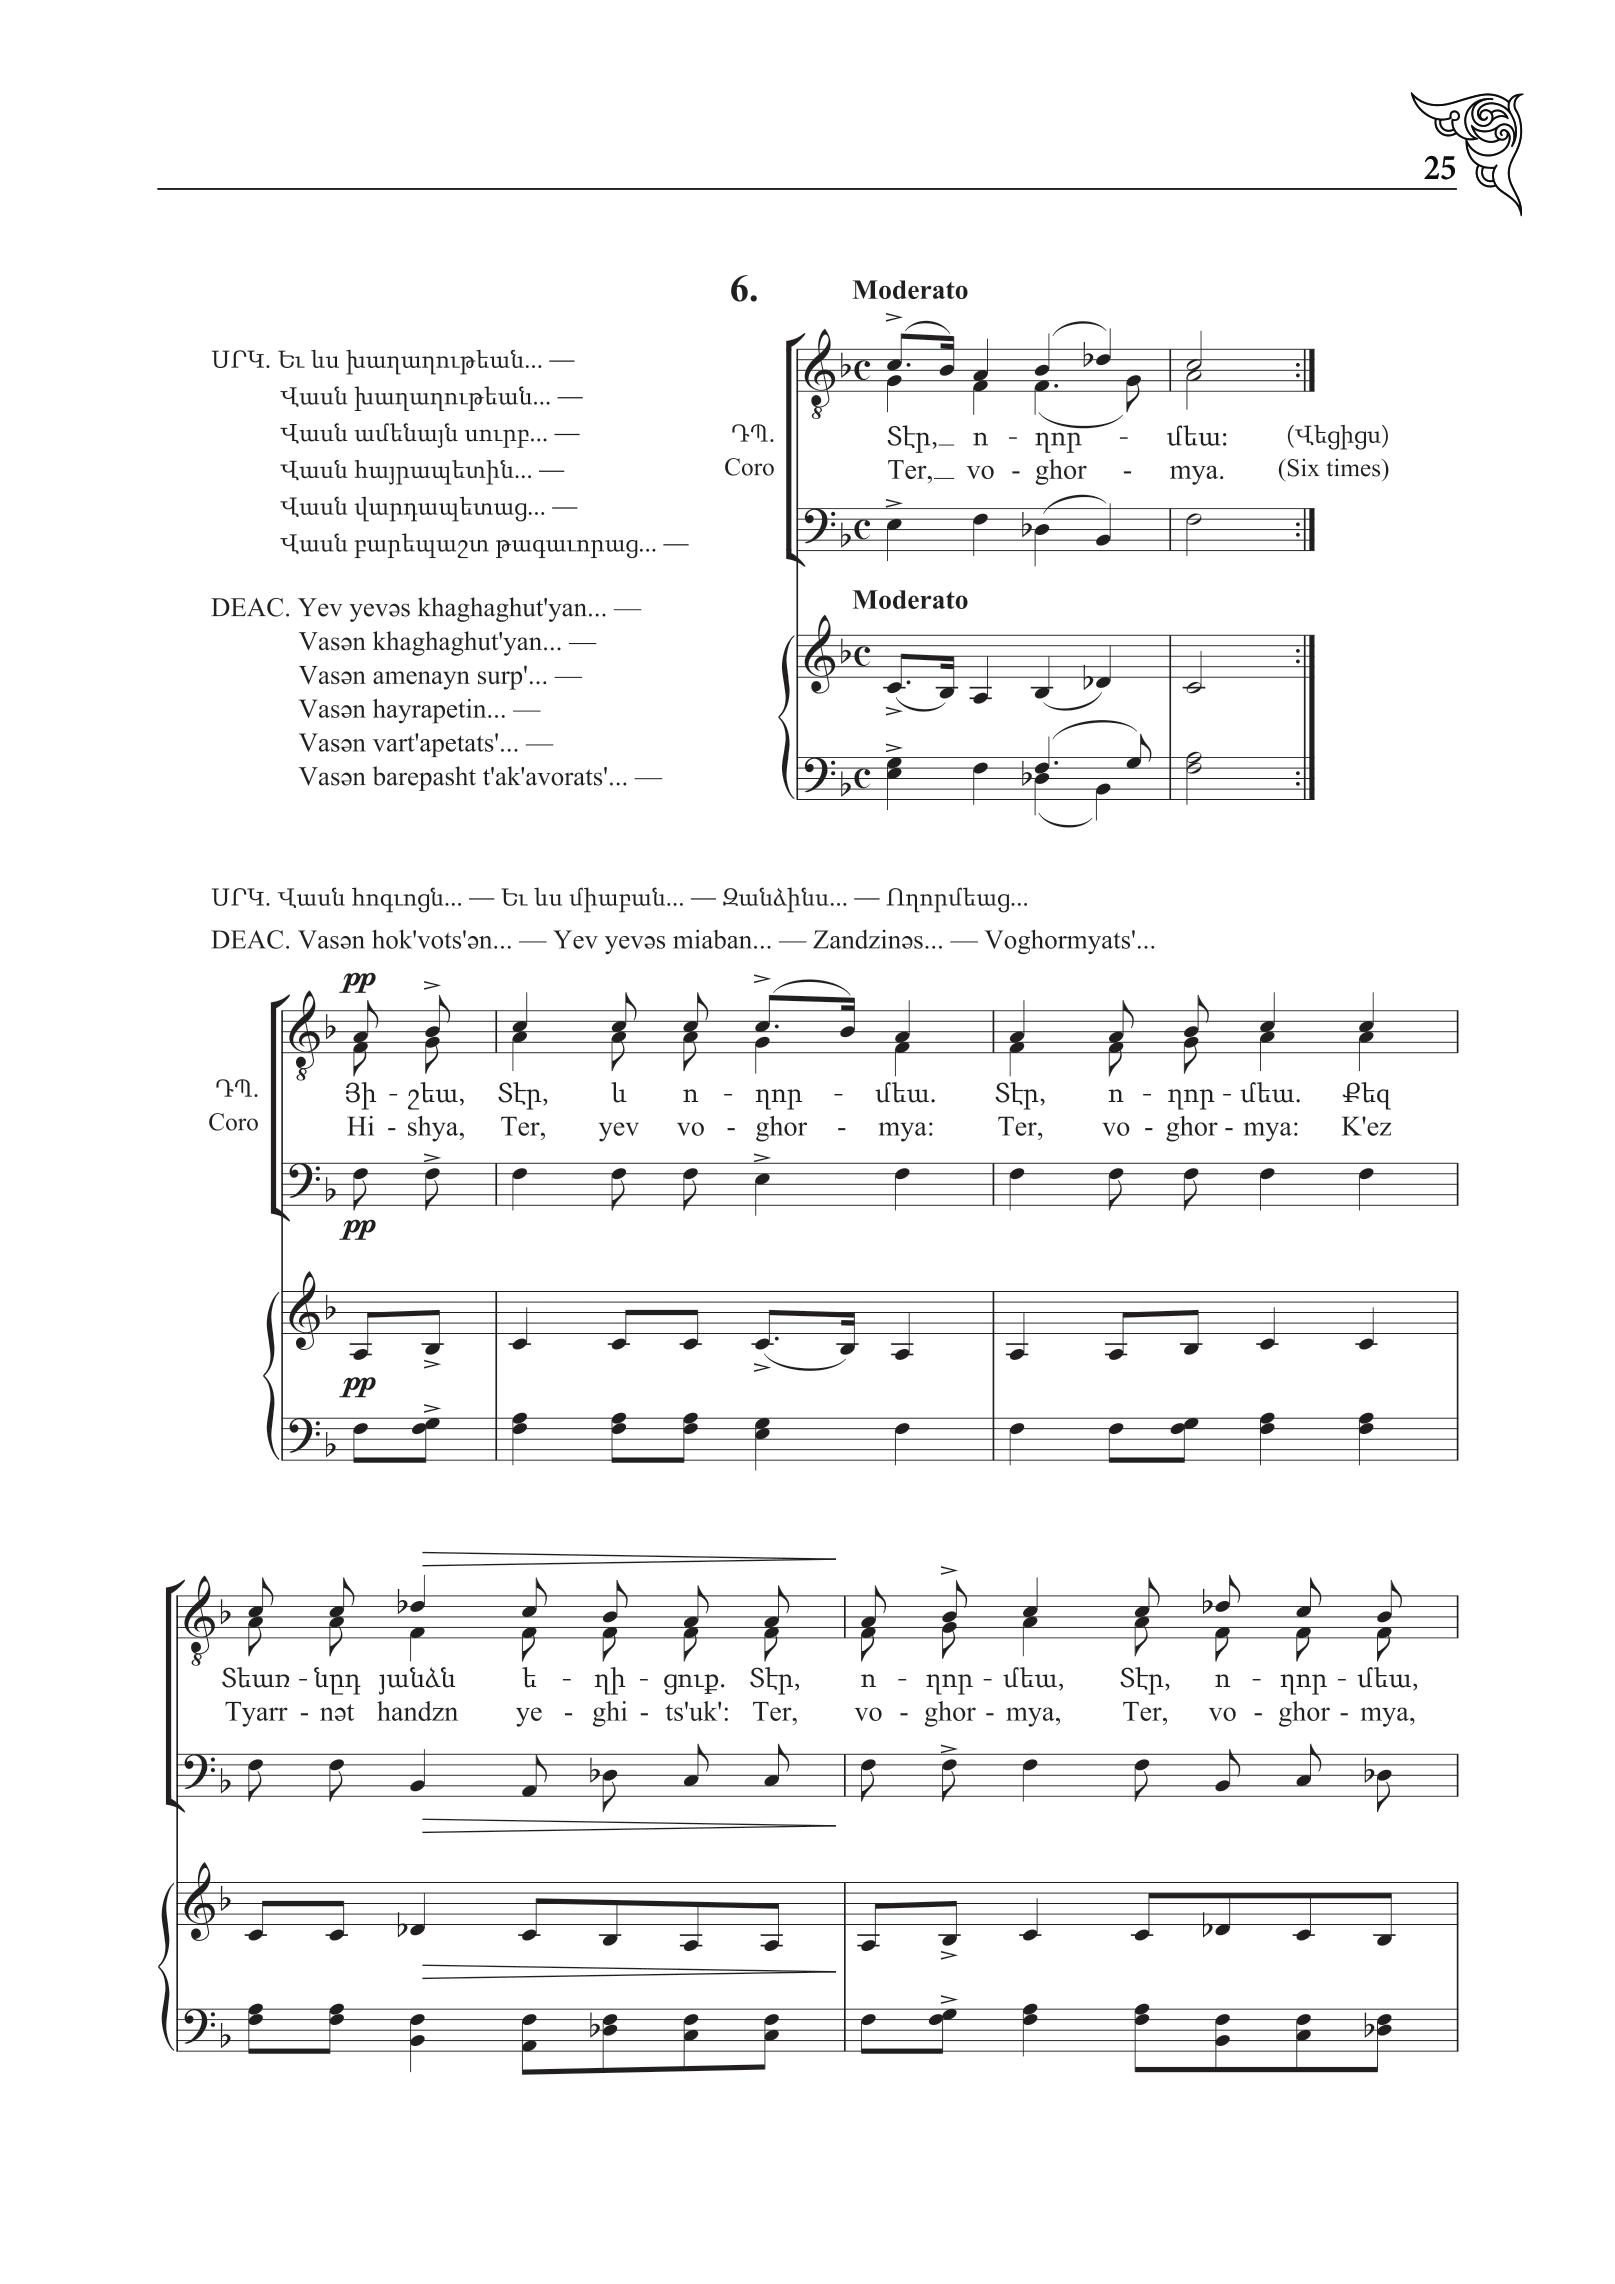 25
6. Moderato
ՍՐԿ. Եւ ևս խաղաղութեան... —
Վասն խաղաղութեան... —
Վասն ամենայն սուրբ... —
Վասն հայրապետին... —
Վասն վարդապետաց... —
Վասն բարեպաշտ թագաւորաց... —
ԴՊ. Տէր, ո - ղոր - մեա: (Վեցիցս)
Coro Ter, vo - ghor - mya. (Six times)
Moderato
DEAC. Yev yevəs khaghaghut'yan... —
Vasən khaghaghut'yan... —
Vasən amenayn surp'... —
Vasən hayrapetin... —
Vasən vart'apetats'... —
Vasən barepasht t'ak'avorats'... —
ՍՐԿ. Վասն հոգւոցն... — Եւ ևս միաբան... — Զանձինս... — Ողորմեաց...
DEAC. Vasən hok'vots'ən... — Yev yevəs miaban... — Zandzinəs... — Voghormyats'...
pp
ԴՊ. Յի - շեա, Տէր, և ո - ղոր - մեա. Տէր, ո - ղոր - մեա. Քեզ
Coro Hi - shya, Ter, yev vo - ghor - mya: Ter, vo - ghor - mya: K'ez
pp
pp
Տեառ - նըդ յանձն ե - ղի - ցուք. Տէր, ո - ղոր - մեա, Տէր, ո - ղոր - մեա,
Tyarr - nət handzn ye - ghi - ts'uk': Ter, vo - ghor - mya, Ter, vo - ghor - mya,